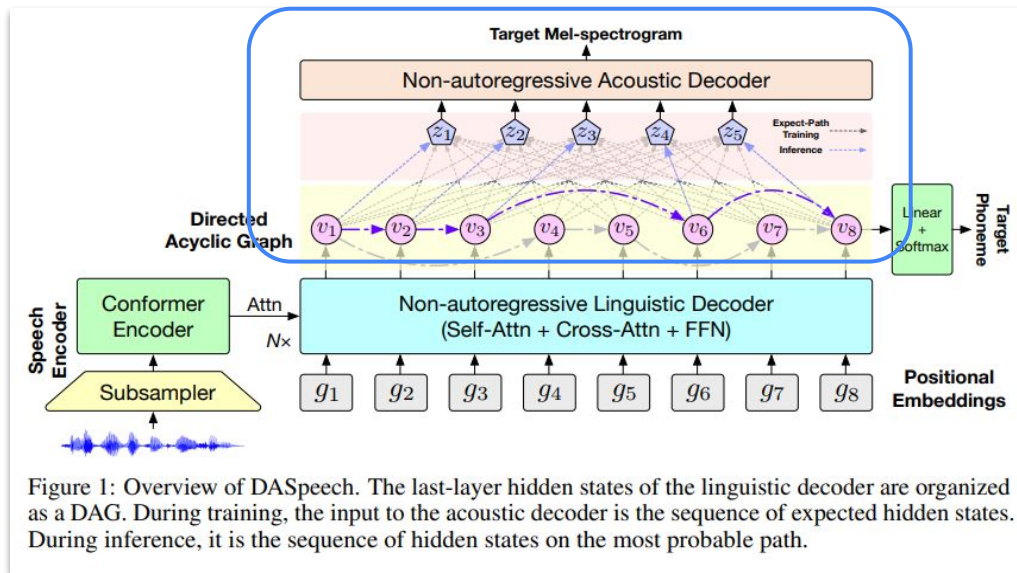 Target Mel-spectrogram
Non-autoregressive Acoustic Decoder
z1 z2 z3 z4 z5
Expect-Path
Training
Inference
Directed
Acyclic Graph
v1 v2 v3 v4 v5 v6 v7 v8
Linear
+
Softmax
Target
Phoneme
Speech
Encoder
Conformer
Encoder
Attn
N×
Non-autoregressive Linguistic Decoder
(Self-Attn + Cross-Attn + FFN)
Subsampler
g1 g2 g3 g4 g5 g6 g7 g8
Positional
Embeddings
Figure 1: Overview of DASpeech. The last-layer hidden states of the linguistic decoder are organized
as a DAG. During training, the input to the acoustic decoder is the sequence of expected hidden states.
During inference, it is the sequence of hidden states on the most probable path.